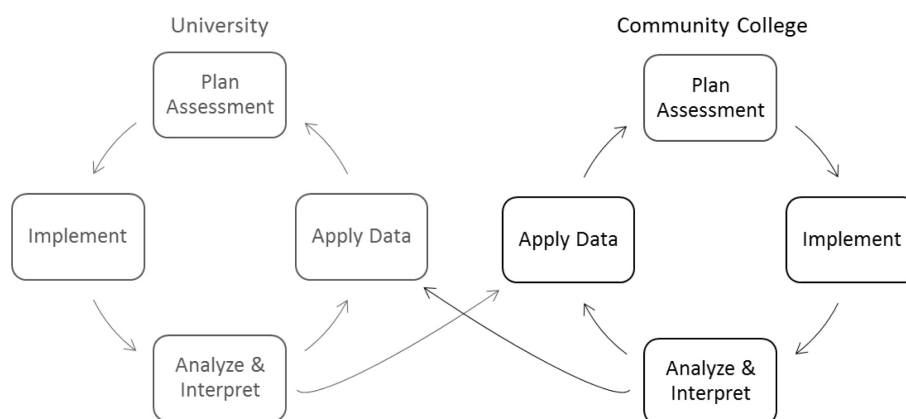 University
Plan
Assessment
Implement
Apply Data
Analyze &
Interpret
Community College
Plan
Assessment
Apply Data
Implement
Analyze &
Interpret